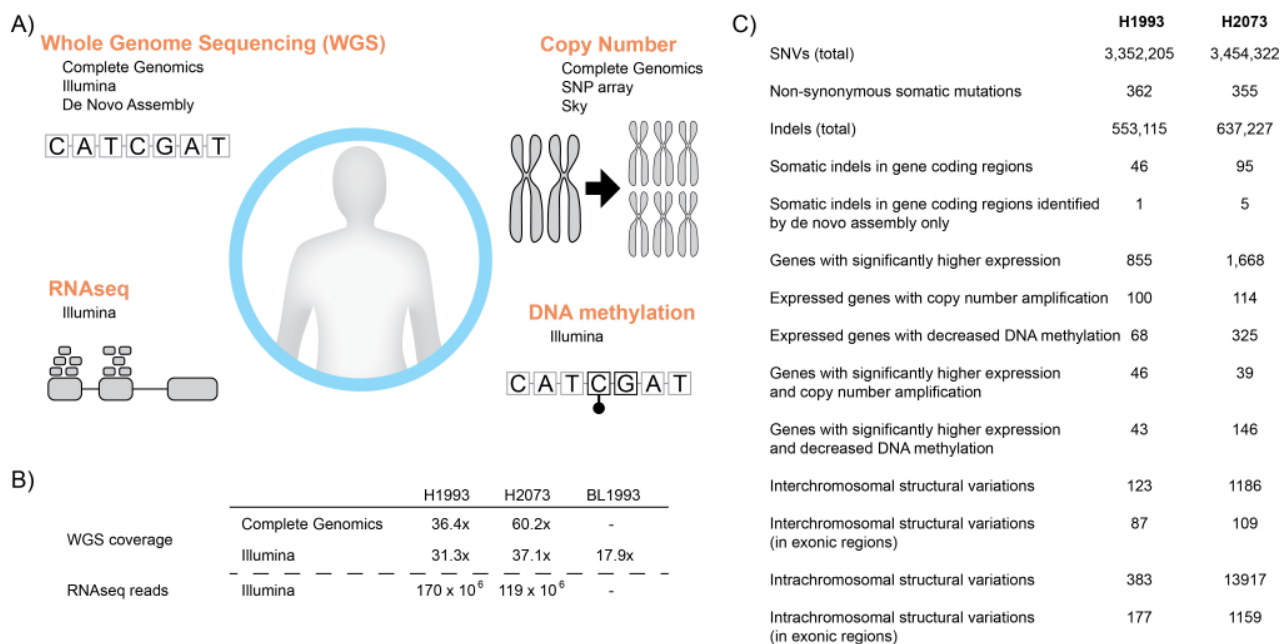 A)
Whole Genome Sequencing (WGS)
Complete Genomics
Illumina
De Novo Assembly
C A T C G A T
Copy Number
Complete Genomics
SNP array
Sky
RNAseq
Illumina
DNA methylation
Illumina
C A T C G A T
B)
H1993 H2073 BL1993
WGS coverage
Complete Genomics 36.4x 60.2x -
Illumina 31.3x 37.1x 17.9x
RNAseq reads Illumina 170 x 10⁶ 119 x 10⁶ -
C)
H1993 H2073
SNVs (total) 3,352,205 3,454,322
Non-synonymous somatic mutations 362 355
Indels (total) 553,115 637,227
Somatic indels in gene coding regions 46 95
Somatic indels in gene coding regions identified 1 5
by de novo assembly only
Genes with significantly higher expression 855 1,668
Expressed genes with copy number amplification 100 114
Expressed genes with decreased DNA methylation 68 325
Genes with significantly higher expression 46 39
and copy number amplification
Genes with significantly higher expression 43 146
and decreased DNA methylation
Interchromosomal structural variations 123 1186
Interchromosomal structural variations 87 109
(in exonic regions)
Intrachromosomal structural variations 383 13917
Intrachromosomal structural variations 177 1159
(in exonic regions)